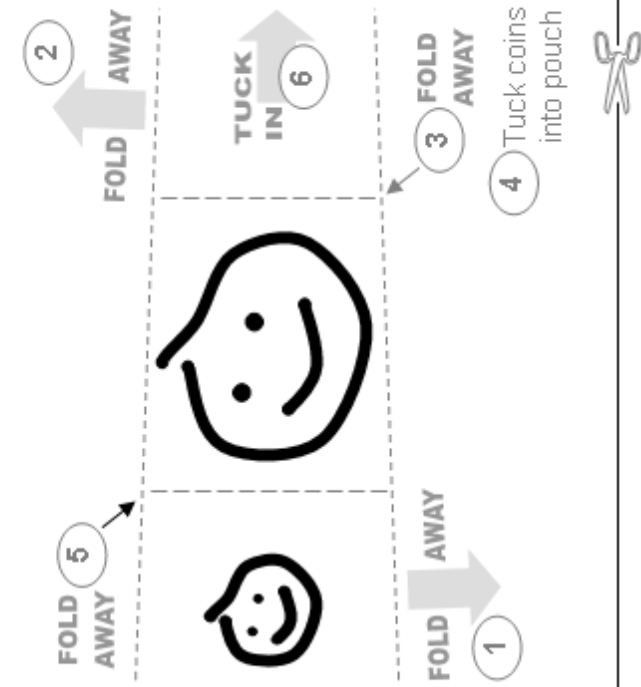 2
FOLD AWAY
TUCK
IN
6
FOLD
AWAY
3
4
Tuck coins
into pouch
5
FOLD
AWAY
FOLD AWAY
1